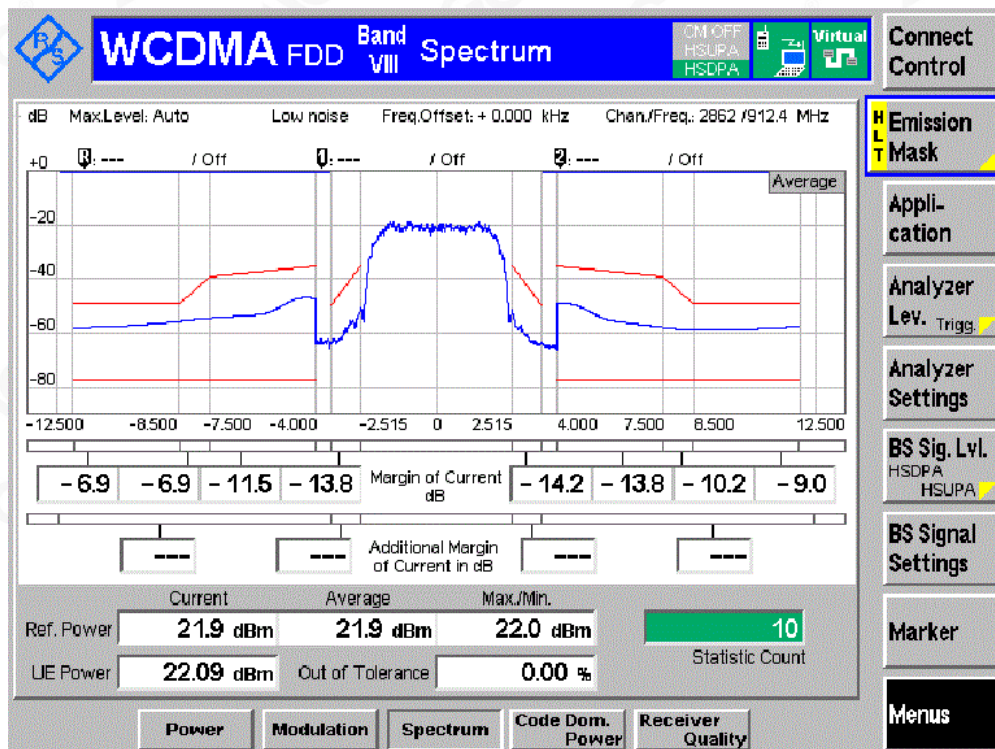 R/S
WCDMA FDD Band VIII Spectrum
CM OFF
HSUPA
HSDPA
Virtual
Connect Control
dB Max.Level: Auto Low noise Freq.Offset: + 0.000 kHz Chan./Freq.: 2862 /912.4 MHz
R: --- / Off 1: --- / Off 2: --- / Off
Average
+0
-20
-40
-60
-80
-12.500 -8.500 -7.500 -4.000 -2.515 0 2.515 4.000 7.500 8.500 12.500
- 6.9 - 6.9 - 11.5 - 13.8 Margin of Current dB - 14.2 - 13.8 - 10.2 - 9.0
--- --- Additional Margin of Current in dB --- ---
Current Average Max./Min.
Ref. Power 21.9 dBm 21.9 dBm 22.0 dBm
10
Statistic Count
UE Power 22.09 dBm Out of Tolerance 0.00 %
HLT
Emission Mask
Appli- cation
Analyzer Lev. Trigg.
Analyzer Settings
BS Sig. Lvl.
HSDPA
HSUPA
BS Signal Settings
Marker
Menus
Power Modulation Spectrum Code Dom. Power Receiver Quality